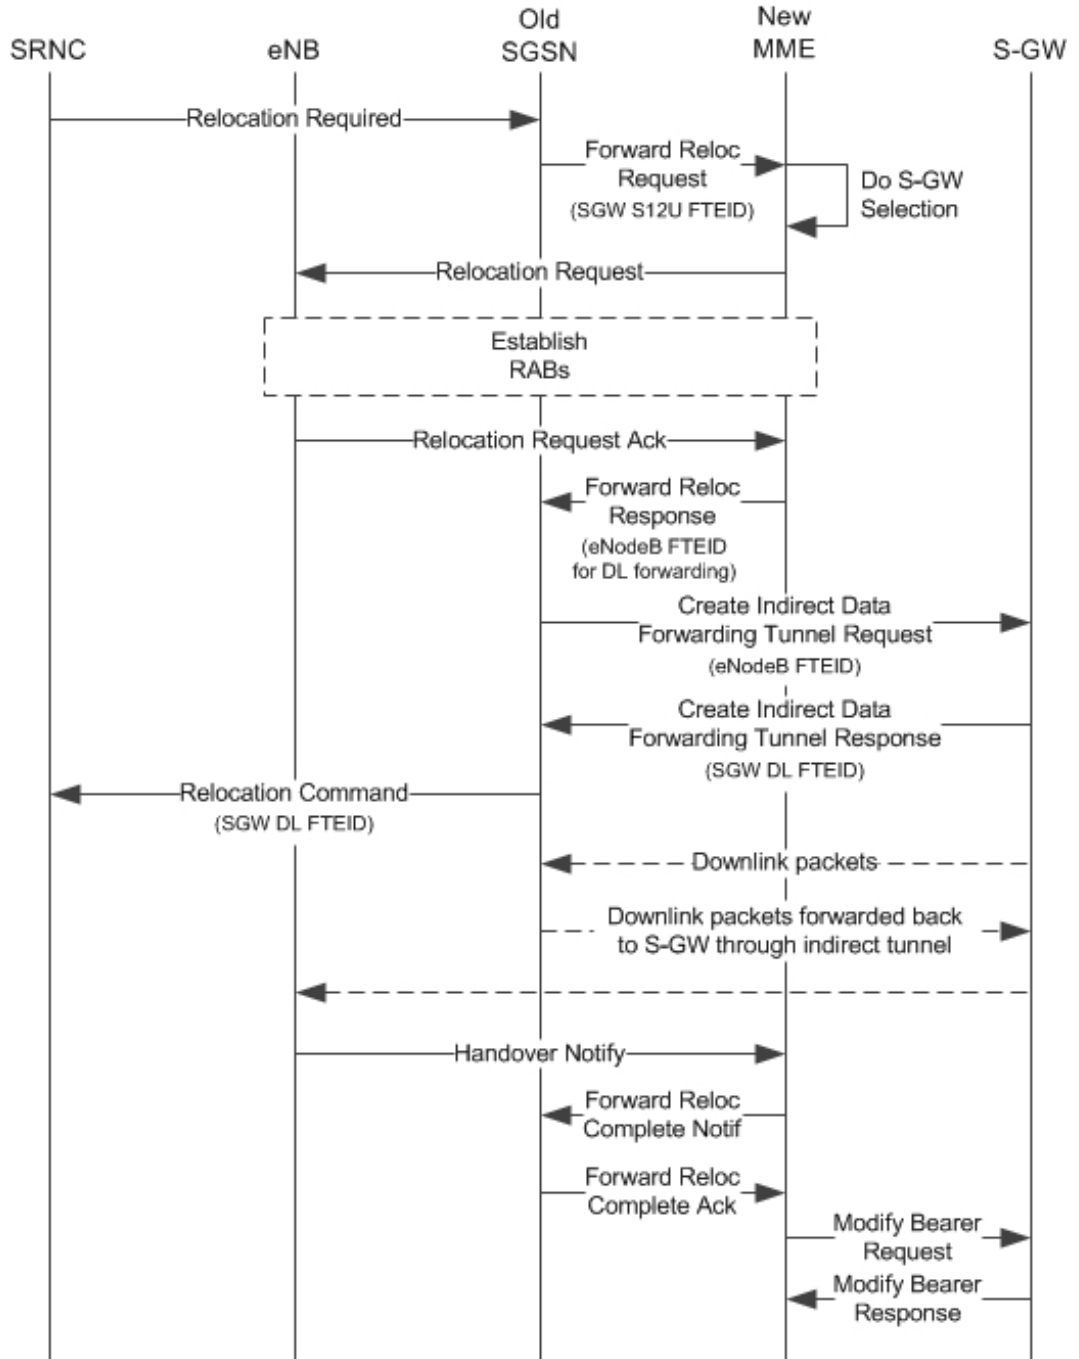 SRNC
eNB
Old
SGSN
New
MME
S-GW
Relocation Required
Forward Reloc
Request
(SGW S12U FTEID)
Do S-GW
Selection
Relocation Request
Establish
RABs
Relocation Request Ack
Forward Reloc
Response
(eNodeB FTEID
for DL forwarding)
Create Indirect Data
Forwarding Tunnel Request
(eNodeB FTEID)
Create Indirect Data
Forwarding Tunnel Response
(SGW DL FTEID)
Relocation Command
(SGW DL FTEID)
Downlink packets
Downlink packets forwarded back
to S-GW through indirect tunnel
Handover Notify
Forward Reloc
Complete Notif
Forward Reloc
Complete Ack
Modify Bearer
Request
Modify Bearer
Response